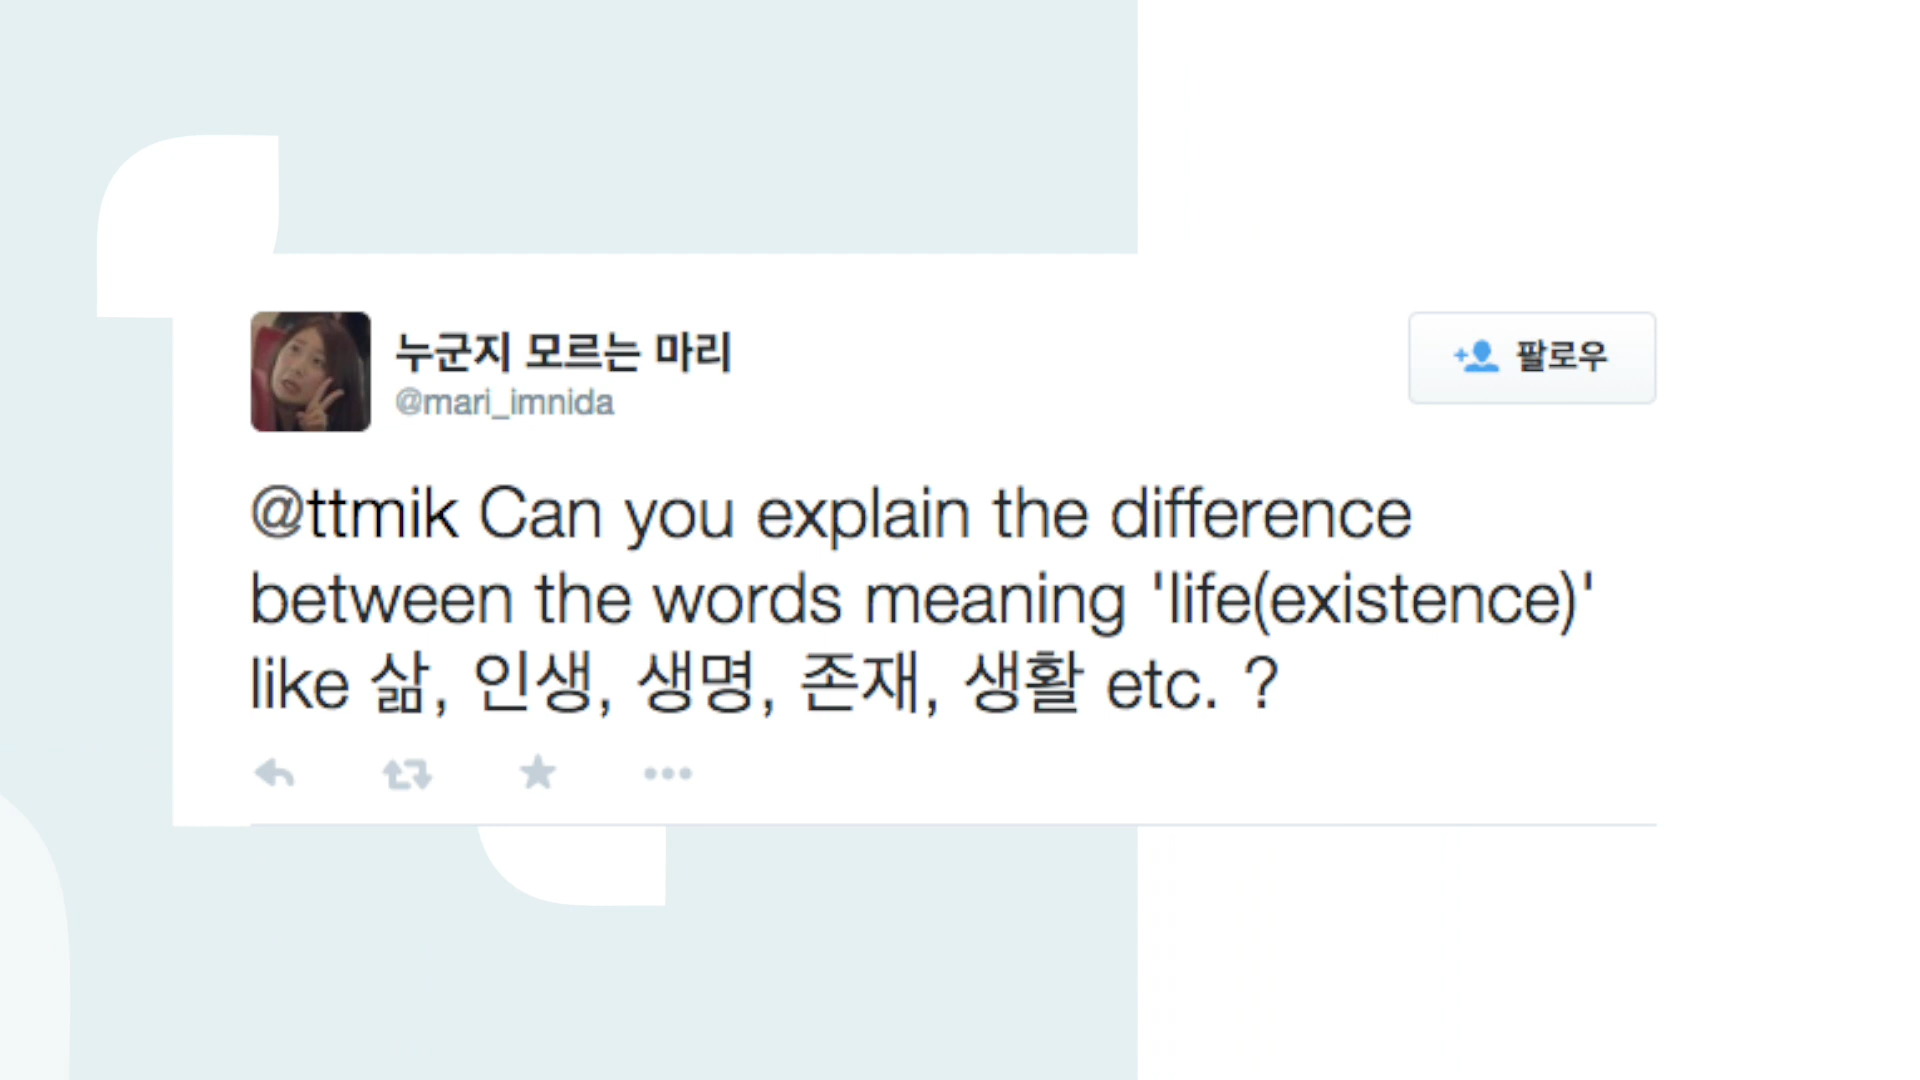 누군지 모르는 마리
@mari_imnida
팔로우
@ttmik Can you explain the difference
between the words meaning 'life(existence)'
like 삶, 인생, 생명, 존재, 생활 etc. ?